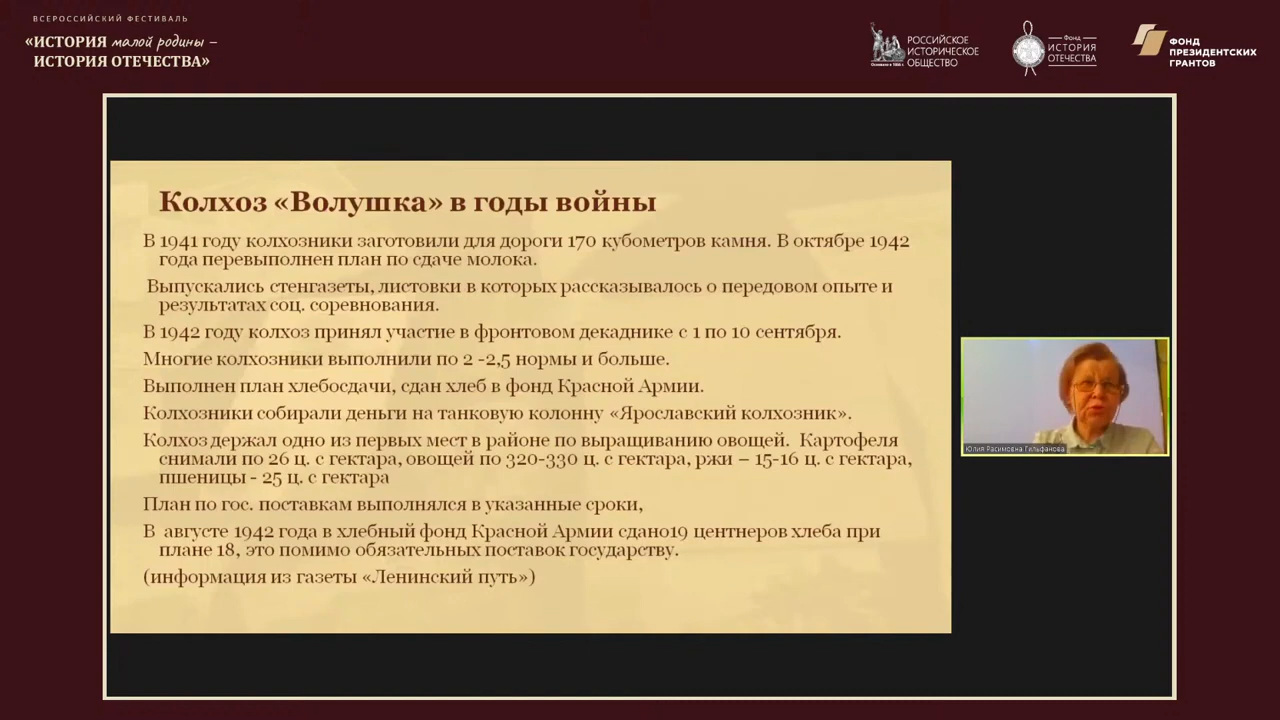 ВСЕРОССИЙСКИЙ ФЕСТИВАЛЬ
«ИСТОРИЯ малой родины –
ИСТОРИЯ ОТЕЧЕСТВА»
РОССИЙСКОЕ
ИСТОРИЧЕСКОЕ
ОБЩЕСТВО
Основано в 1866 г.
Фонд
ИСТОРИЯ
ОТЕЧЕСТВА
ФОНД
ПРЕЗИДЕНТСКИХ
ГРАНТОВ
Колхоз «Волушка» в годы войны
В 1941 году колхозники заготовили для дороги 170 кубометров камня. В октябре 1942
года перевыполнен план по сдаче молока.
Выпускались стенгазеты, листовки в которых рассказывалось о передовом опыте и
результатах соц. соревнования.
В 1942 году колхоз принял участие в фронтовом декаднике с 1 по 10 сентября.
Многие колхозники выполнили по 2 -2,5 нормы и больше.
Выполнен план хлебосдачи, сдан хлеб в фонд Красной Армии.
Колхозники собирали деньги на танковую колонну «Ярославский колхозник».
Колхоз держал одно из первых мест в районе по выращиванию овощей. Картофеля
снимали по 26 ц. с гектара, овощей по 320-330 ц. с гектара, ржи – 15-16 ц. с гектара,
пшеницы - 25 ц. с гектара
План по гос. поставкам выполнялся в указанные сроки,
В августе 1942 года в хлебный фонд Красной Армии сдано19 центнеров хлеба при
плане 18, это помимо обязательных поставок государству.
(информация из газеты «Ленинский путь»)
Юлия Расимовна Гильфанова